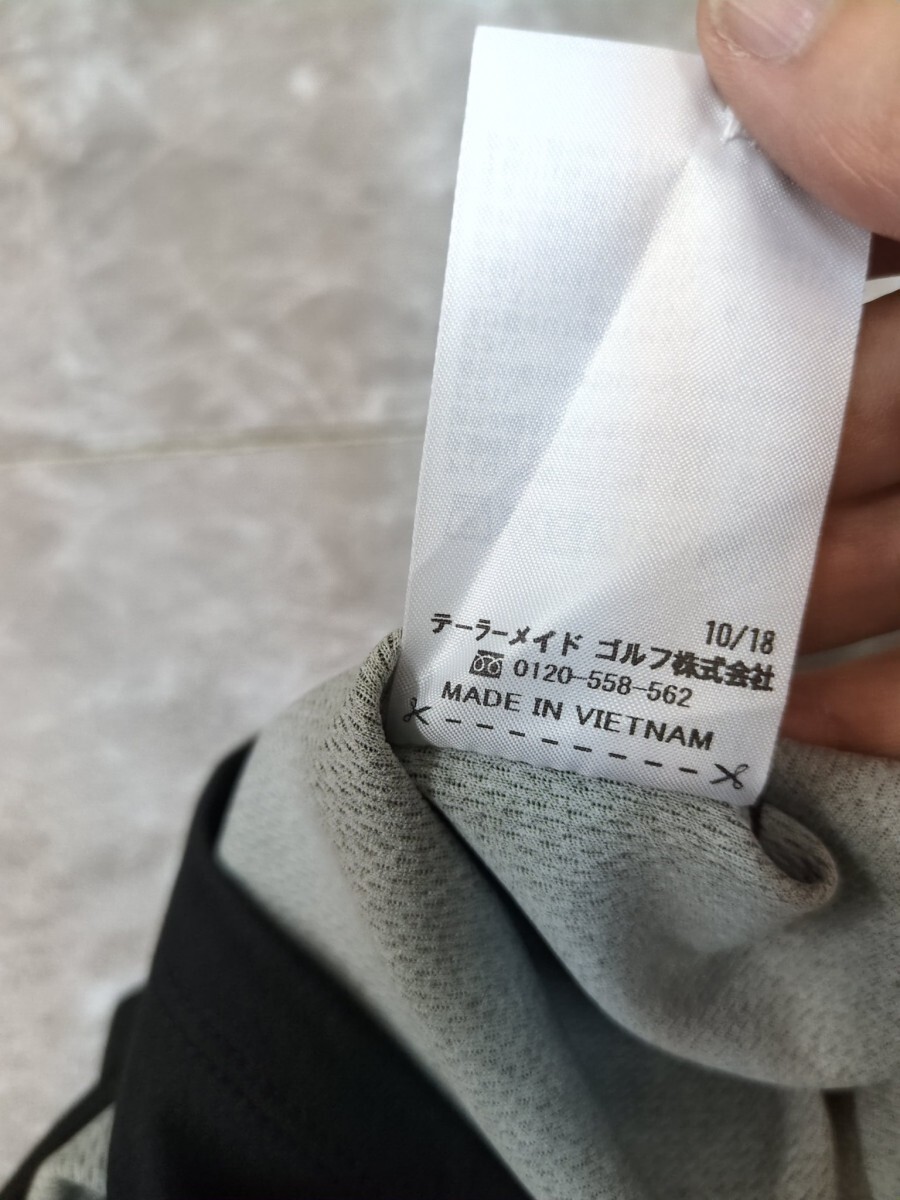 10/18
テーラーメイド ゴルフ株式会社
0120-558-562
MADE IN VIETNAM